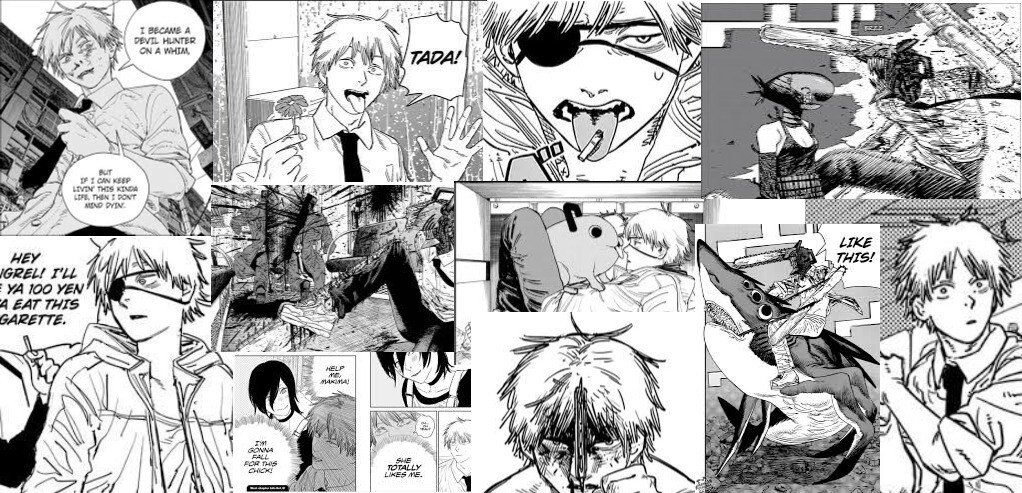 I BECAME A
DEVIL HUNTER
ON A WHIM,
BUT
IF I CAN KEEP
LIVIN' THIS KINDA
LIFE, THEN I DON'T
MIND DYIN'.
TADA!
HEY
NGREL! I'LL
E YA 100 YEN
A EAT THIS
GARETTE.
HELP
ME,
MAKIMA!
I'M
GONNA
FALL
FOR THIS
CHICK!
SHE
TOTALLY
LIKES ME.
LIKE
THIS!